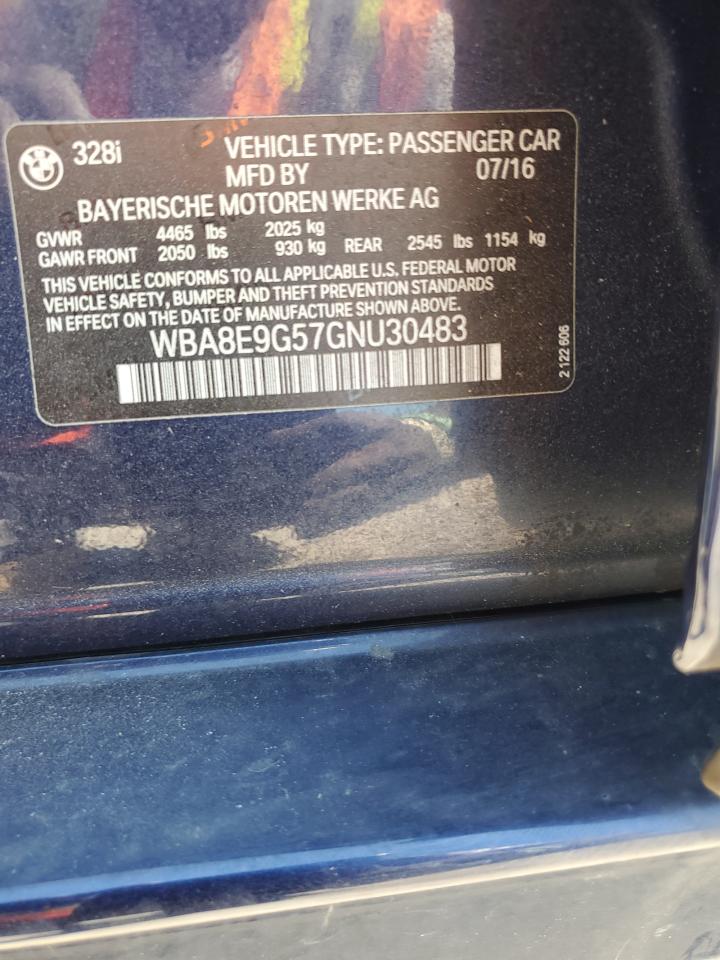 BMW 328i VEHICLE TYPE: PASSENGER CAR
MFD BY 07/16
BAYERISCHE MOTOREN WERKE AG
GVWR 4465 lbs 2025 kg
GAWR FRONT 2050 lbs 930 kg REAR 2545 lbs 1154 kg
THIS VEHICLE CONFORMS TO ALL APPLICABLE U.S. FEDERAL MOTOR
VEHICLE SAFETY, BUMPER AND THEFT PREVENTION STANDARDS
IN EFFECT ON THE DATE OF MANUFACTURE SHOWN ABOVE.
WBA8E9G57GNU30483
2 122 606